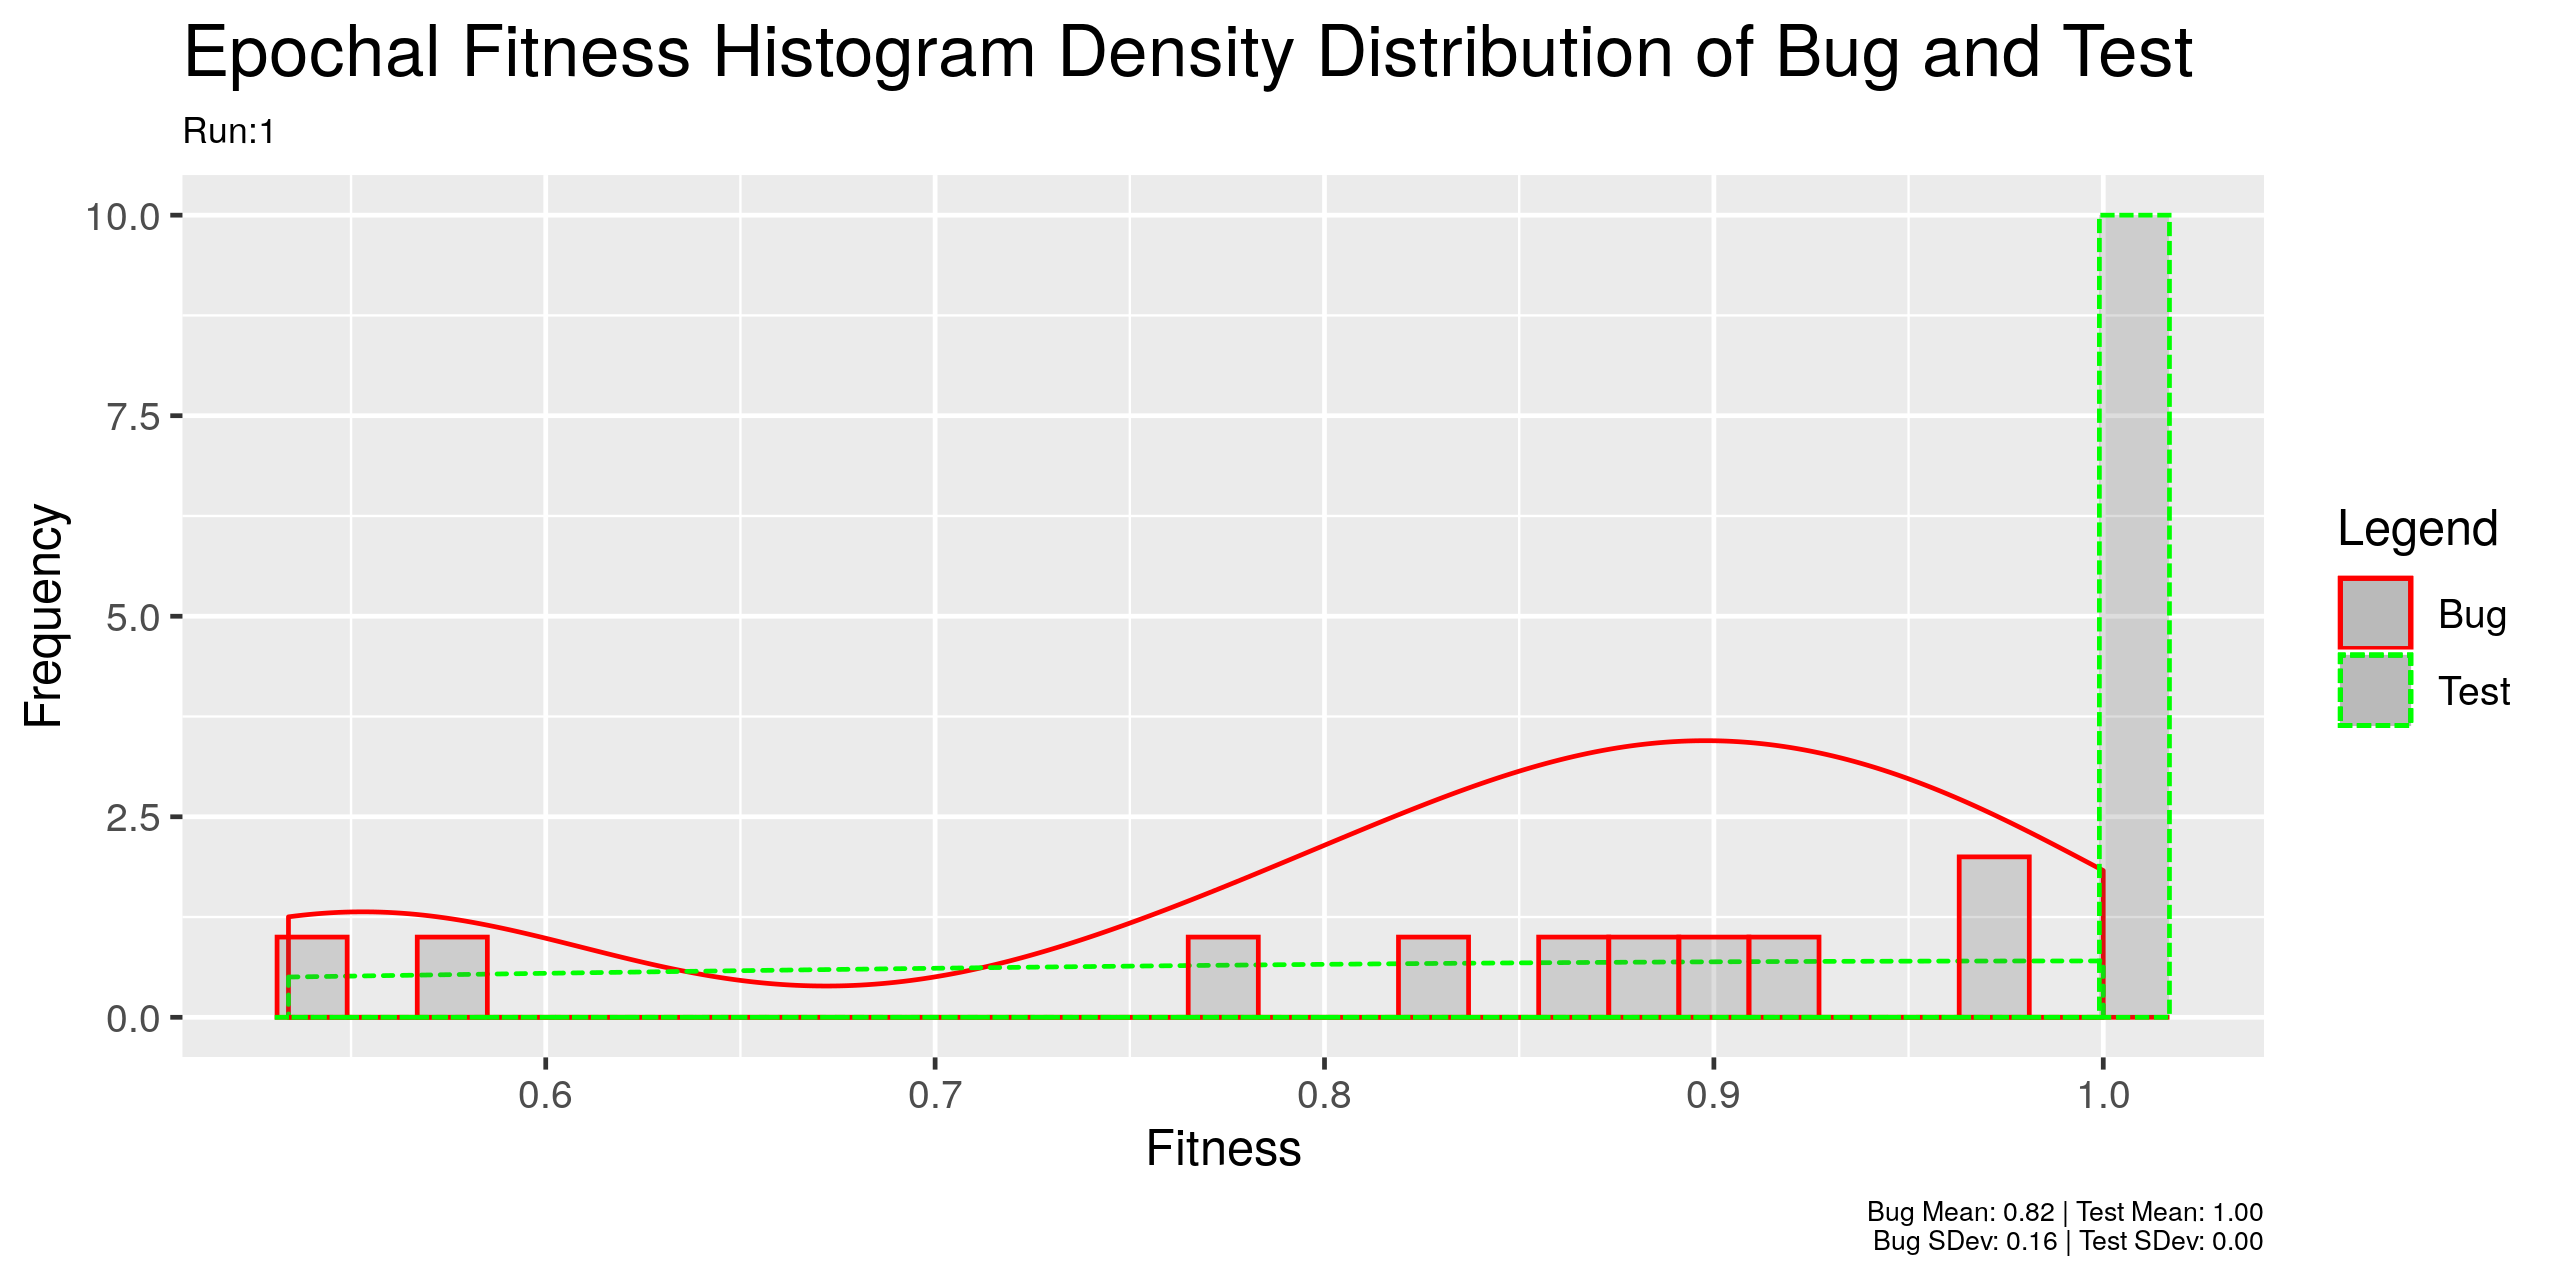 Epochal Fitness Histogram Density Distribution of Bug and Test
Run:1
10.0
7.5
5.0
2.5
0.0
Frequency
0.6 0.7 0.8 0.9 1.0
Fitness
Legend
Bug
Test
Bug Mean: 0.82 | Test Mean: 1.00
Bug SDev: 0.16 | Test SDev: 0.00